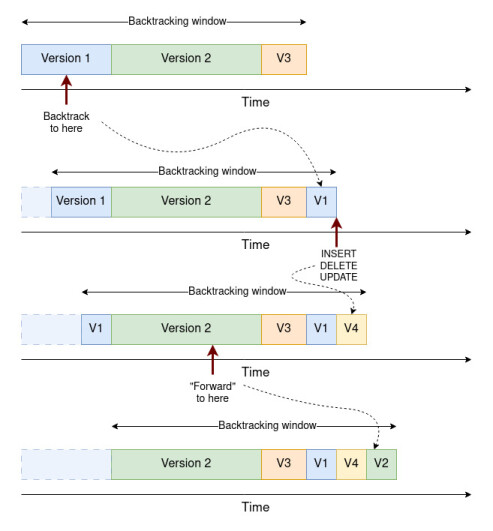 Backtracking window
Version 1 Version 2 V3
Time
Backtrack
to here
Backtracking window
Version 1 Version 2 V3 V1
Time
INSERT
DELETE
UPDATE
Backtracking window
V1 Version 2 V3 V1 V4
Time
"Forward"
to here
Backtracking window
Version 2 V3 V1 V4 V2
Time